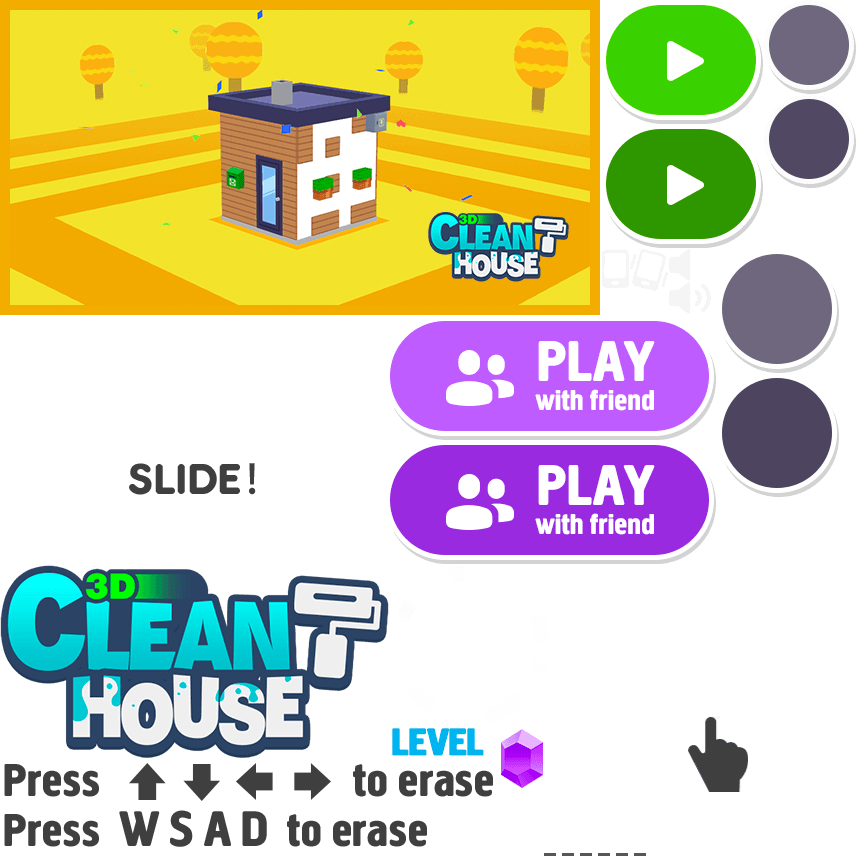 3D
CLEAN
HOUSE
PLAY
with friend
SLIDE!
PLAY
with friend
3D
CLEAN
HOUSE
LEVEL
Press to erase
Press W S A D to erase